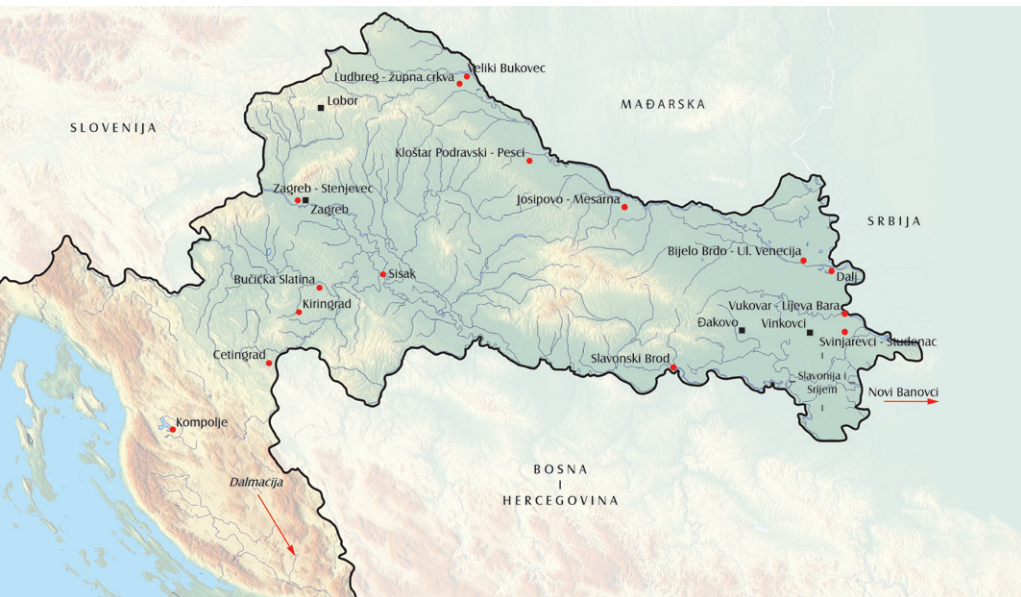 Veliki Bukovec
Ludbreg - župna crkva
Lobor
MAĐARSKA
SLOVENIJA
Kloštar Podravski - Pesci
Zagreb - Stenjevec
Zagreb
Josipovo - Mesarna
SRBIJA
Bijelo Brdo - Ul. Venecija
Dalj
Sisak
Bučićka Slatina
Kiringrad
Vukovar - Lijeva Bara
Đakovo
Vinkovci
Svinjarevci - Studenac
Cetingrad
Slavonski Brod
Slavonija i
Srijem
Novi Banovci
Kompolje
BOSNA
I
HERCEGOVINA
Dalmacija